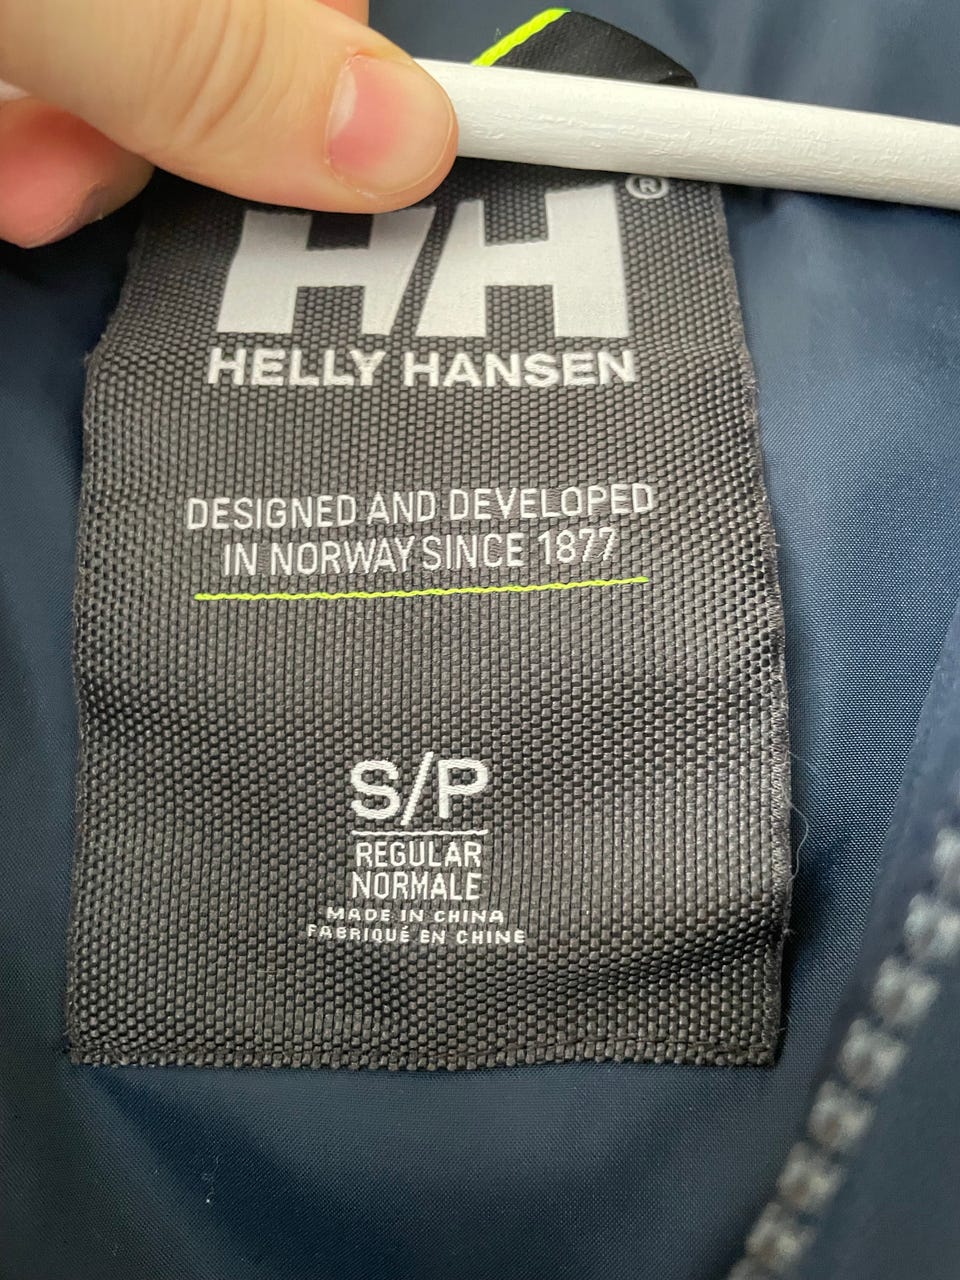 HH®
HELLY HANSEN
DESIGNED AND DEVELOPED
IN NORWAY SINCE 1877
S/P
REGULAR
NORMALE
MADE IN CHINA
FABRIQUÉ EN CHINE